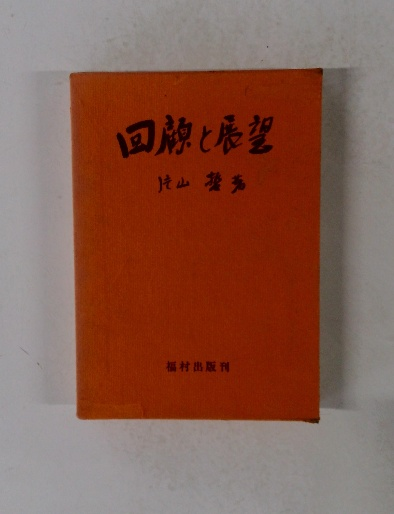 回顧と展望
片山 哲著
福村出版刊